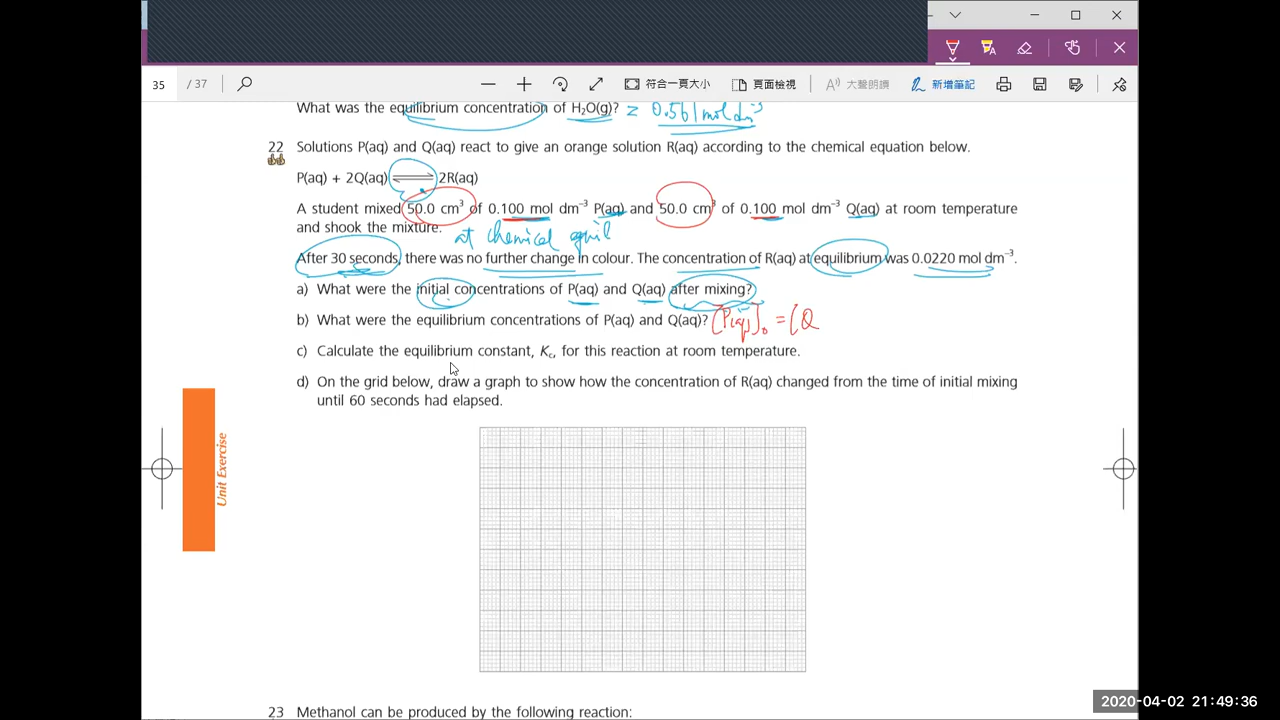 35 / 37 符合一頁大小 頁面檢視 大聲朗讀 新增筆記
What was the equilibrium concentration of H₂O(g)? = 0.561 mol dm⁻³
22 Solutions P(aq) and Q(aq) react to give an orange solution R(aq) according to the chemical equation below.
P(aq) + 2Q(aq) ⇌ 2R(aq)
A student mixed 50.0 cm³ of 0.100 mol dm⁻³ P(aq) and 50.0 cm³ of 0.100 mol dm⁻³ Q(aq) at room temperature
and shook the mixture.
at chemical equil
After 30 seconds, there was no further change in colour. The concentration of R(aq) at equilibrium was 0.0220 mol dm⁻³.
a) What were the initial concentrations of P(aq) and Q(aq) after mixing?
b) What were the equilibrium concentrations of P(aq) and Q(aq)? [P(aq)]₀ = [Q
c) Calculate the equilibrium constant, Kc, for this reaction at room temperature.
d) On the grid below, draw a graph to show how the concentration of R(aq) changed from the time of initial mixing
until 60 seconds had elapsed.
Unit Exercise
23 Methanol can be produced by the following reaction:
2020-04-02 21:49:36